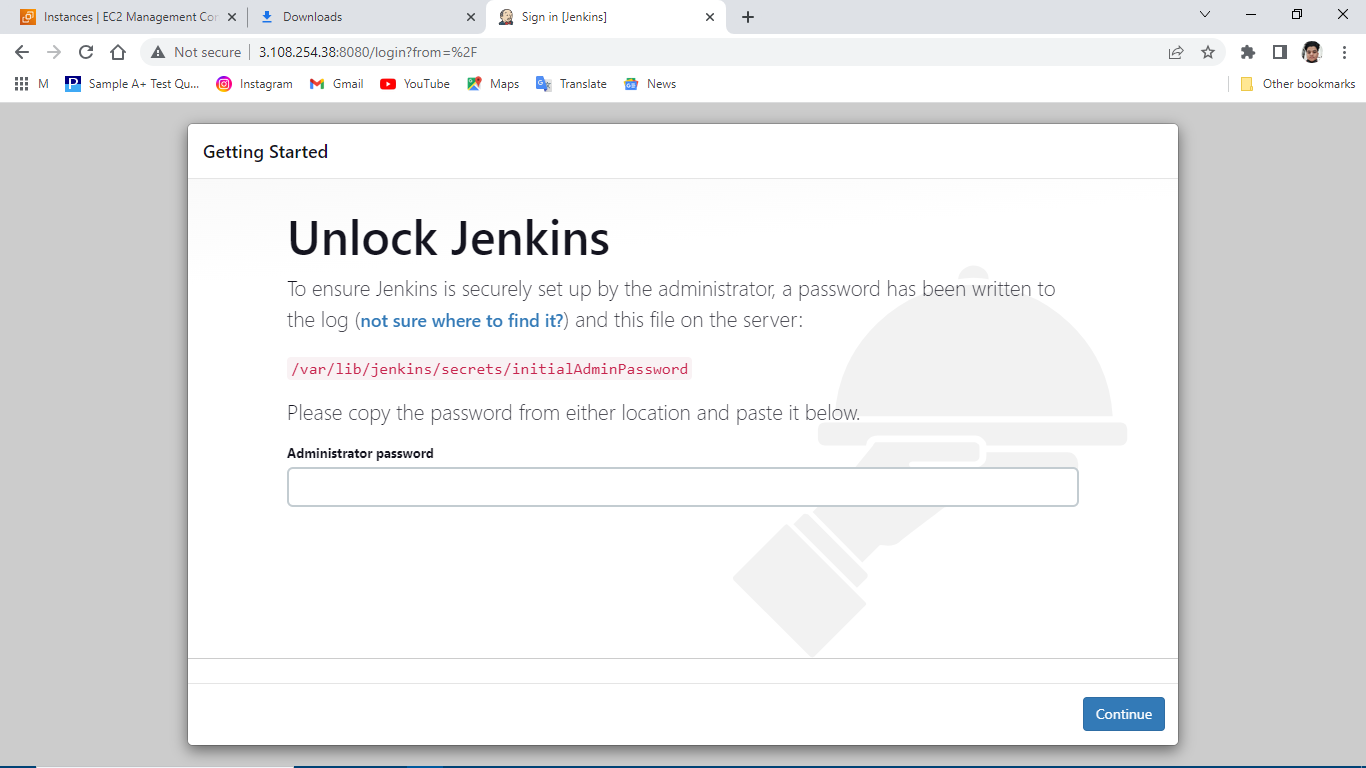 Instances | EC2 Management Con
Downloads
Sign in [Jenkins]
Not secure
3.108.254.38:8080/login?from=%2F
M
Sample A+ Test Qu...
Instagram
Gmail
YouTube
Maps
Translate
News
Other bookmarks
Getting Started
Unlock Jenkins
To ensure Jenkins is securely set up by the administrator, a password has been written to
the log (not sure where to find it?) and this file on the server:
/var/lib/jenkins/secrets/initialAdminPassword
Please copy the password from either location and paste it below.
Administrator password
Continue